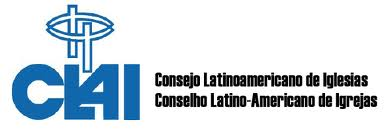 CLAI
Consejo Latinoamericano de Iglesias
Conselho Latino-Americano de Igrejas